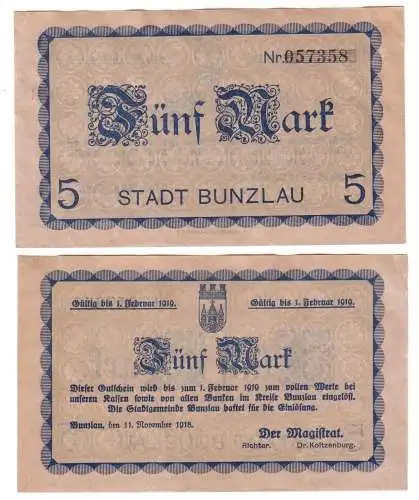 Nr.057358
Fünf Mark
5 STADT BUNZLAU 5
Gültig bis 1. Februar 1919. Gültig bis 1. Februar 1919.
Fünf Mark
Dieser Gutschein wird bis zum 1. Februar 1919 zum vollen Werte bei
unseren Kassen sowie von allen Banken im Kreise Bunzlau eingelöst.
Die Stadtgemeinde Bunzlau haftet für die Einlösung.
Bunzlau, den 11. November 1918.
Der Magistrat.
Richter. Dr. Koitzenburg.